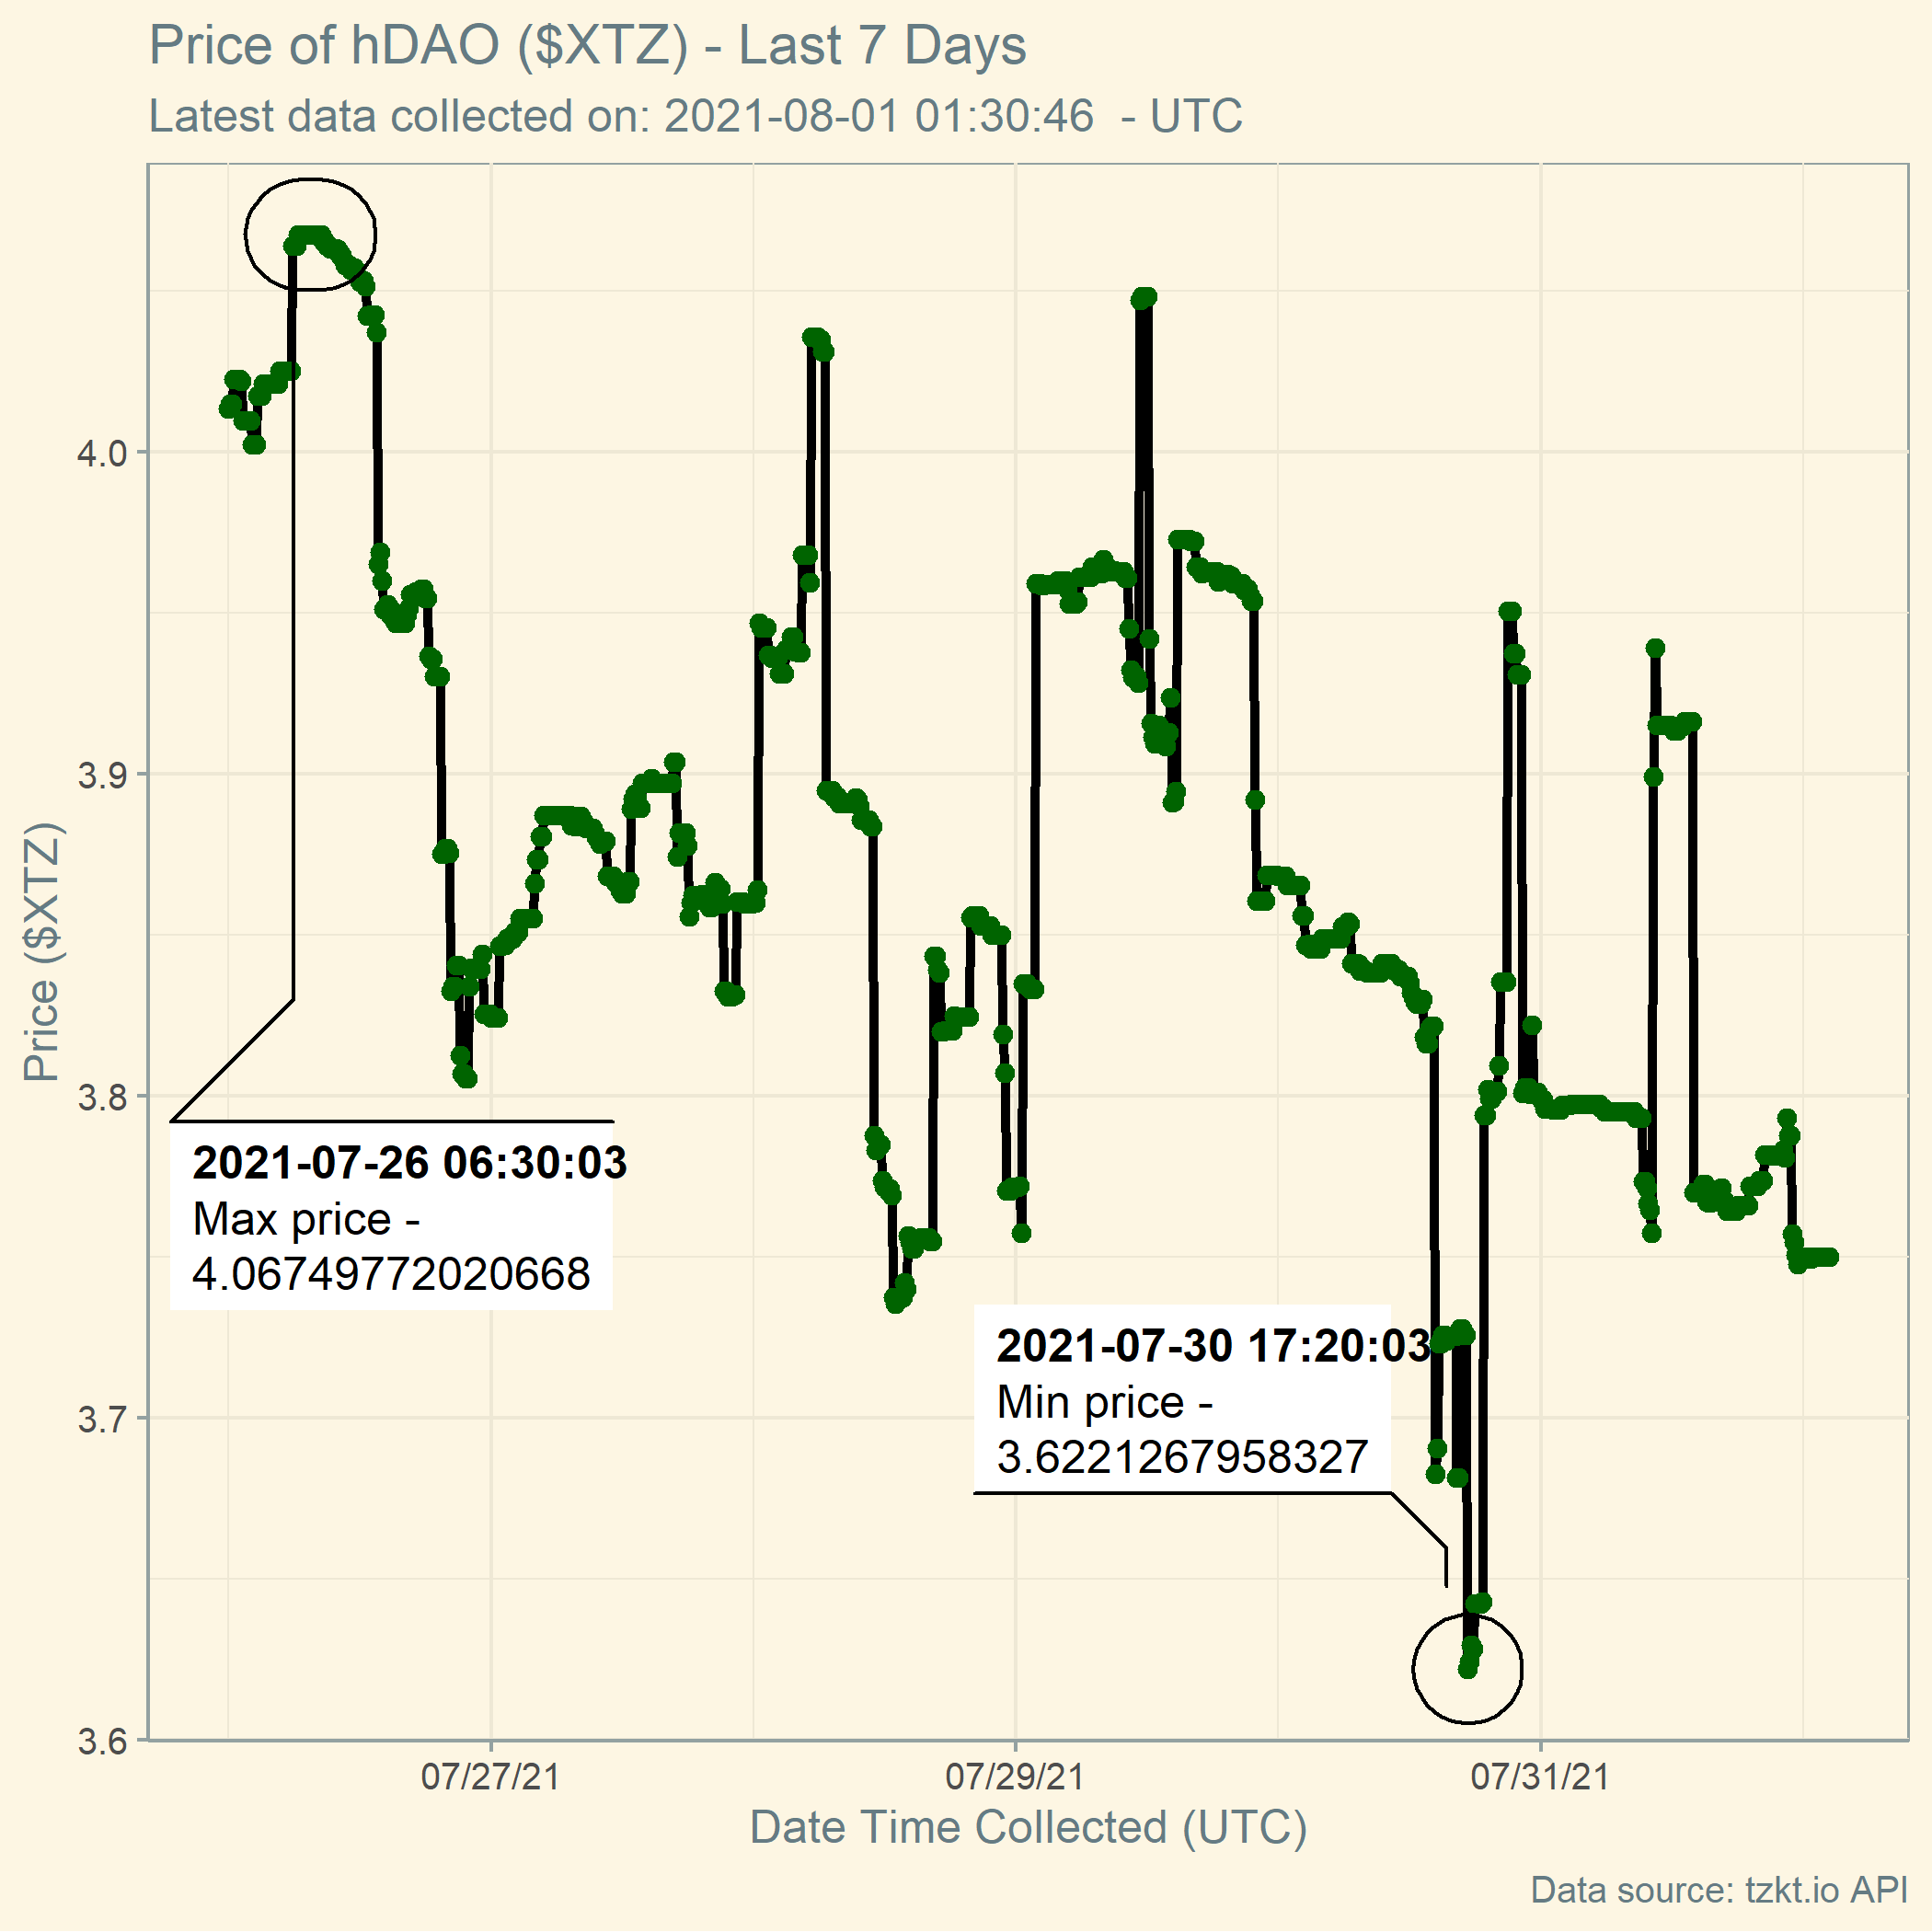 Price of hDAO ($XTZ) - Last 7 Days
Latest data collected on: 2021-08-01 01:30:46  - UTC
Price ($XTZ)
4.0
3.9
3.8
3.7
3.6
2021-07-26 06:30:03
Max price -
4.06749772020668
2021-07-30 17:20:03
Min price -
3.6221267958327
07/27/21
07/29/21
07/31/21
Date Time Collected (UTC)
Data source: tzkt.io API